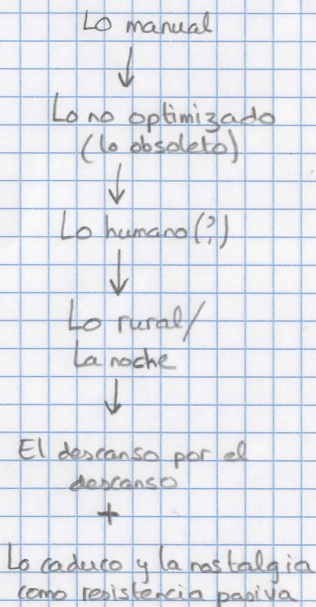 Lo manual
↓
Lo no optimizado
(lo obsoleto)
↓
Lo humano (?)
↓
Lo rural/
La noche
↓
El descanso por el
descanso
+
Lo caduco y la nostalgia
como resistencia pasiva